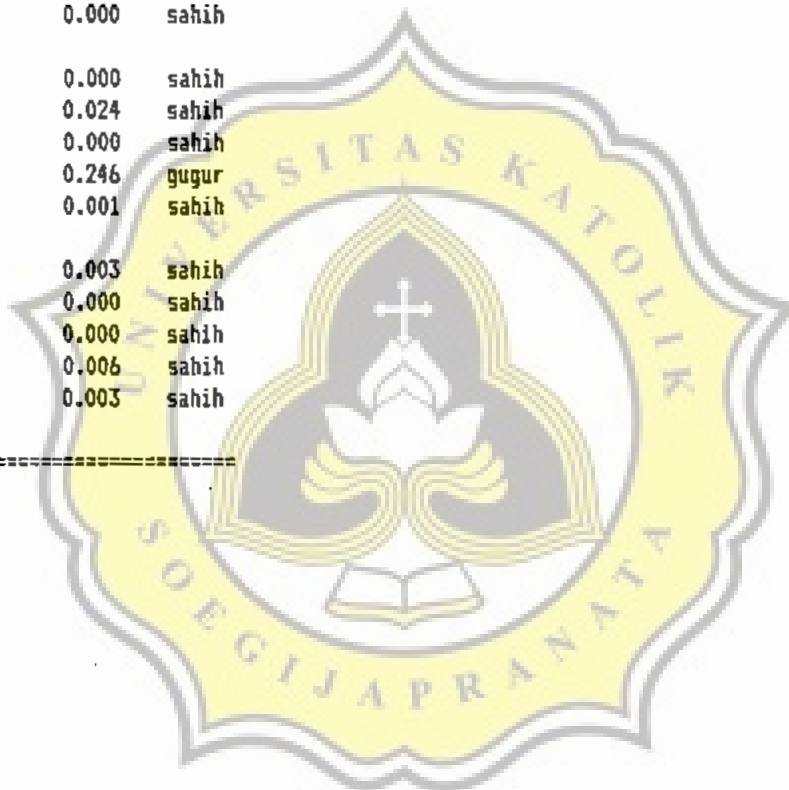 0.000 sahih
0.000 sahih
0.024 sahih
0.000 sahih
0.246 gugur
0.001 sahih
0.003 sahih
0.000 sahih
0.000 sahih
0.006 sahih
0.003 sahih
UNIVERSITAS KATOLIK
SOEGIJAPRANATA